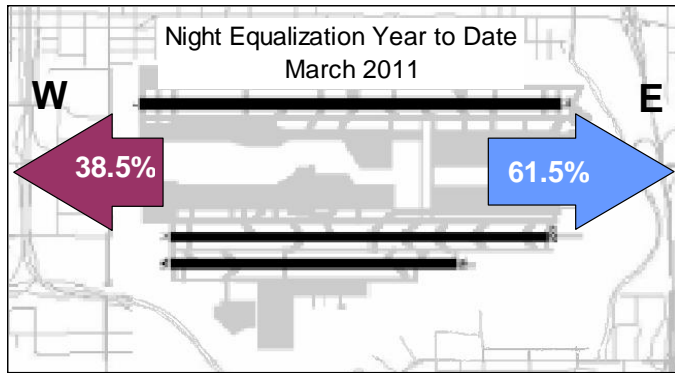 Night Equalization Year to Date
March 2011
W
E
38.5%
61.5%